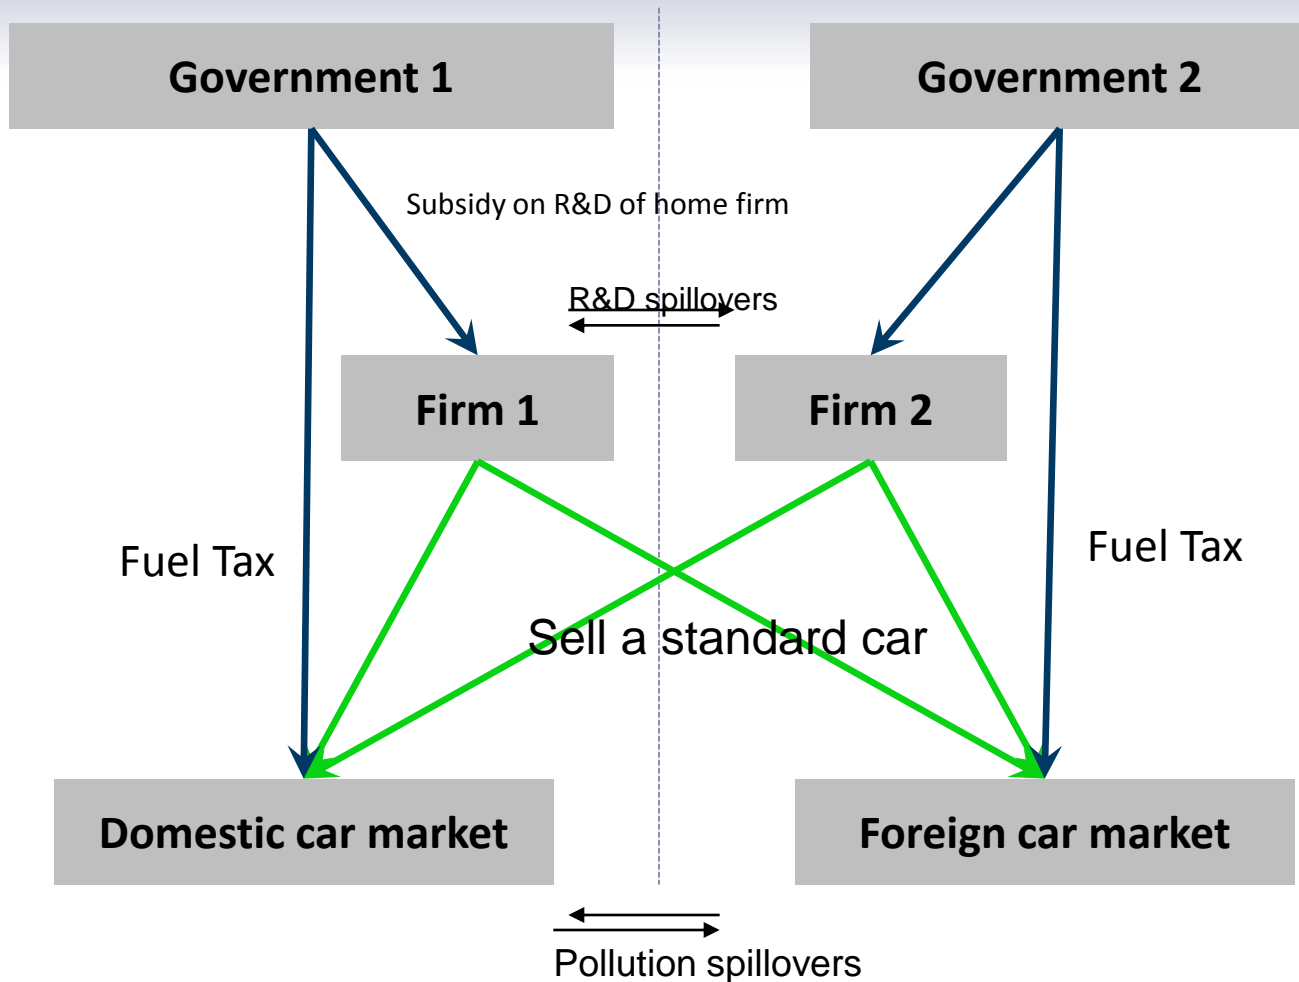 Government 1
Government 2
Subsidy on R&D of home firm
R&D spillovers
Firm 1
Firm 2
Fuel Tax
Fuel Tax
Sell a standard car
Domestic car market
Foreign car market
Pollution spillovers